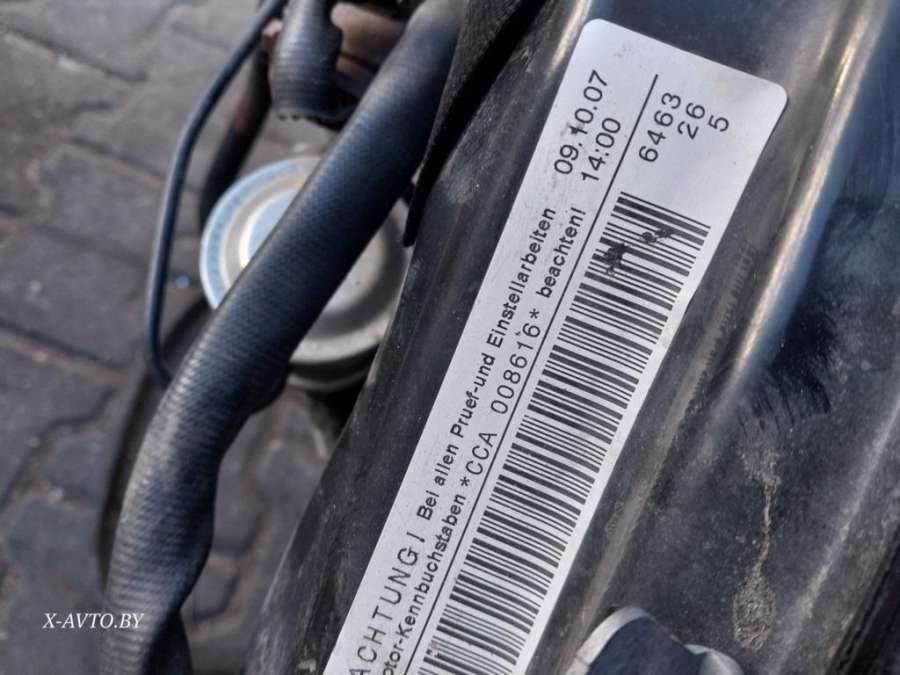 ACHTUNG! Bei allen Pruef-und Einstellarbeiten 09.10.07
otor-Kennbuchstaben *CCA 008616* beachten! 14:00
6463
26
5
X-AVTO.BY